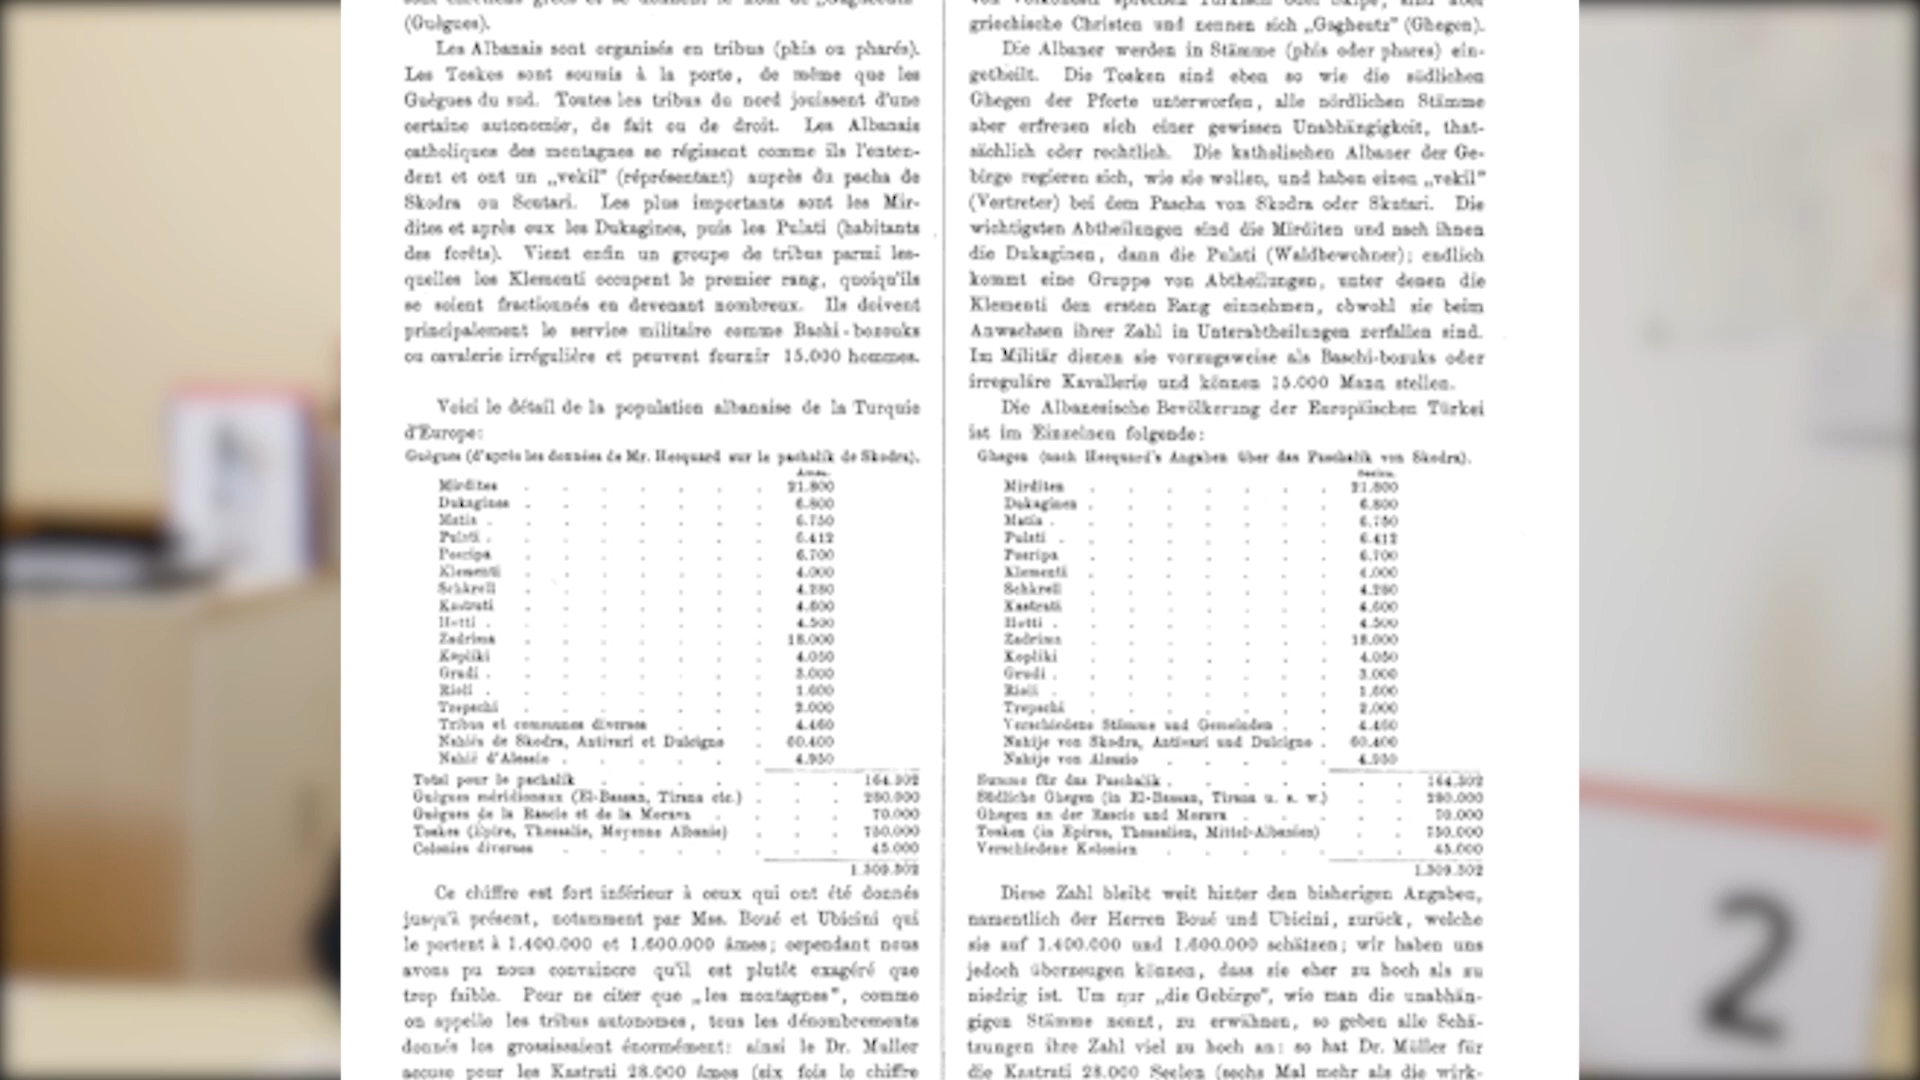 (Guègues).
Les Albanais sont organisés en tribus (phis ou pharés).
Les Toskes sont soumis à la porte, de même que les
Guègues du sud. Toutes les tribus du nord jouissent d'une
certaine autonomie, de fait ou de droit. Les Albanais
catholiques des montagnes se régissent comme ils l'enten-
dent et ont un „vekil" (réprésentant) auprès du pacha de
Skodra ou Scutari. Les plus importants sont les Mir-
dites et après eux les Dukagines, puis les Pulati (habitants
des forêts). Vient enfin un groupe de tribus parmi les-
quelles les Klementi occupent le premier rang, quoiqu'ils
se soient fractionnés en devenant nombreux. Ils doivent
principalement le service militaire comme Bachi-bozouks
ou cavalerie irrégulière et peuvent fournir 15.000 hommes.
Voici le détail de la population albanaise de la Turquie
d'Europe:
Guègues (d'après les données de Mr. Hecquard sur le pachalik de Skodra).
Mirdites 21.800
Dukagines 6.800
Matia 6.750
Pulati 6.412
Posripa 6.700
Klementi 4.000
Schkreli
Kastrati 4.600
Hotti 4.500
Zadrima 18.000
Kopliki 4.050
Grudi 3.000
Rioli 1.600
Trepschi 2.000
Tribus et communes diverses 4.460
Nahiés de Skodra, Antivari et Dulcigno 60.400
Nahié d'Alessio 4.950
Total pour le pachalik 164.302
Guègues méridionaux (El-Bassan, Tirana etc.) 280.000
Guègues de la Rascie et de la Morava 70.000
Toskes (Épire, Thessalie, Moyenne Albanie) 750.000
Colonies diverses 45.000
1.309.302
Ce chiffre est fort inférieur à ceux qui ont été donnés
jusqu'à présent, notamment par Mss. Boué et Ubicini qui
le portent à 1.400.000 et 1.600.000 âmes; cependant nous
avons pu nous convaincre qu'il est plutôt exagéré que
trop faible. Pour ne citer que „les montagnes", comme
on appelle les tribus autonomes, tous les dénombrements
donnés les grossissaient énormément: ainsi le Dr. Muller
accuse pour les Kastrati 28.000 âmes (six fois le chiffre
griechische Christen und nennen sich „Gagheutz" (Ghegen).
Die Albaner werden in Stämme (phis oder phares) ein-
getheilt. Die Tosken sind eben so wie die südlichen
Ghegen der Pforte unterworfen, alle nördlichen Stämme
aber erfreuen sich einer gewissen Unabhängigkeit, that-
sächlich oder rechtlich. Die katholischen Albaner der Ge-
birge regieren sich, wie sie wollen, und haben einen „vekil"
(Vertreter) bei dem Pascha von Skodra oder Skutari. Die
wichtigsten Abtheilungen sind die Mirditen und nach ihnen
die Dukaginen, dann die Pulati (Waldbewohner); endlich
kommt eine Gruppe von Abtheilungen, unter denen die
Klementi den ersten Rang einnehmen, obwohl sie beim
Anwachsen ihrer Zahl in Unterabtheilungen zerfallen sind.
Im Militär dienen sie vorzugsweise als Baschi-bozuks oder
irreguläre Kavallerie und können 15.000 Mann stellen.
Die Albanesische Bevölkerung der Europäischen Türkei
ist im Einzelnen folgende:
Ghegen (nach Hecquard's Angaben über das Paschalik von Skodra).
Mirditen 21.800
Dukaginen 6.800
Matia 6.750
Pulati 6.412
Posripa 6.700
Klementi 4.000
Schkreli
Kastrati 4.600
Hotti 4.500
Zadrima 18.000
Kopliki 4.050
Grudi 3.000
Rioli 1.600
Trepschi 2.000
Verschiedene Stämme und Gemeinden 4.460
Nahije von Skodra, Antivari und Dulcigno 60.400
Nahije von Alessio 4.950
Summe für das Paschalik 164.302
Südliche Ghegen (in El-Bassan, Tirana u. s. w.) 280.000
Ghegen an der Rascie und Morava 70.000
Tosken (in Epirus, Thessalien, Mittel-Albanien) 750.000
Verschiedene Kolonien 45.000
1.309.302
Diese Zahl bleibt weit hinter den bisherigen Angaben,
namentlich der Herren Boué und Ubicini, zurück, welche
sie auf 1.400.000 und 1.600.000 schätzen; wir haben uns
jedoch überzeugen können, dass sie eher zu hoch als zu
niedrig ist. Um nur „die Gebirge", wie man die unabhän-
gigen Stämme nennt, zu erwähnen, so geben alle Schä-
tzungen ihre Zahl viel zu hoch an: so hat Dr. Müller für
die Kastrati 28.000 Seelen (sechs Mal mehr als die wirk-
2